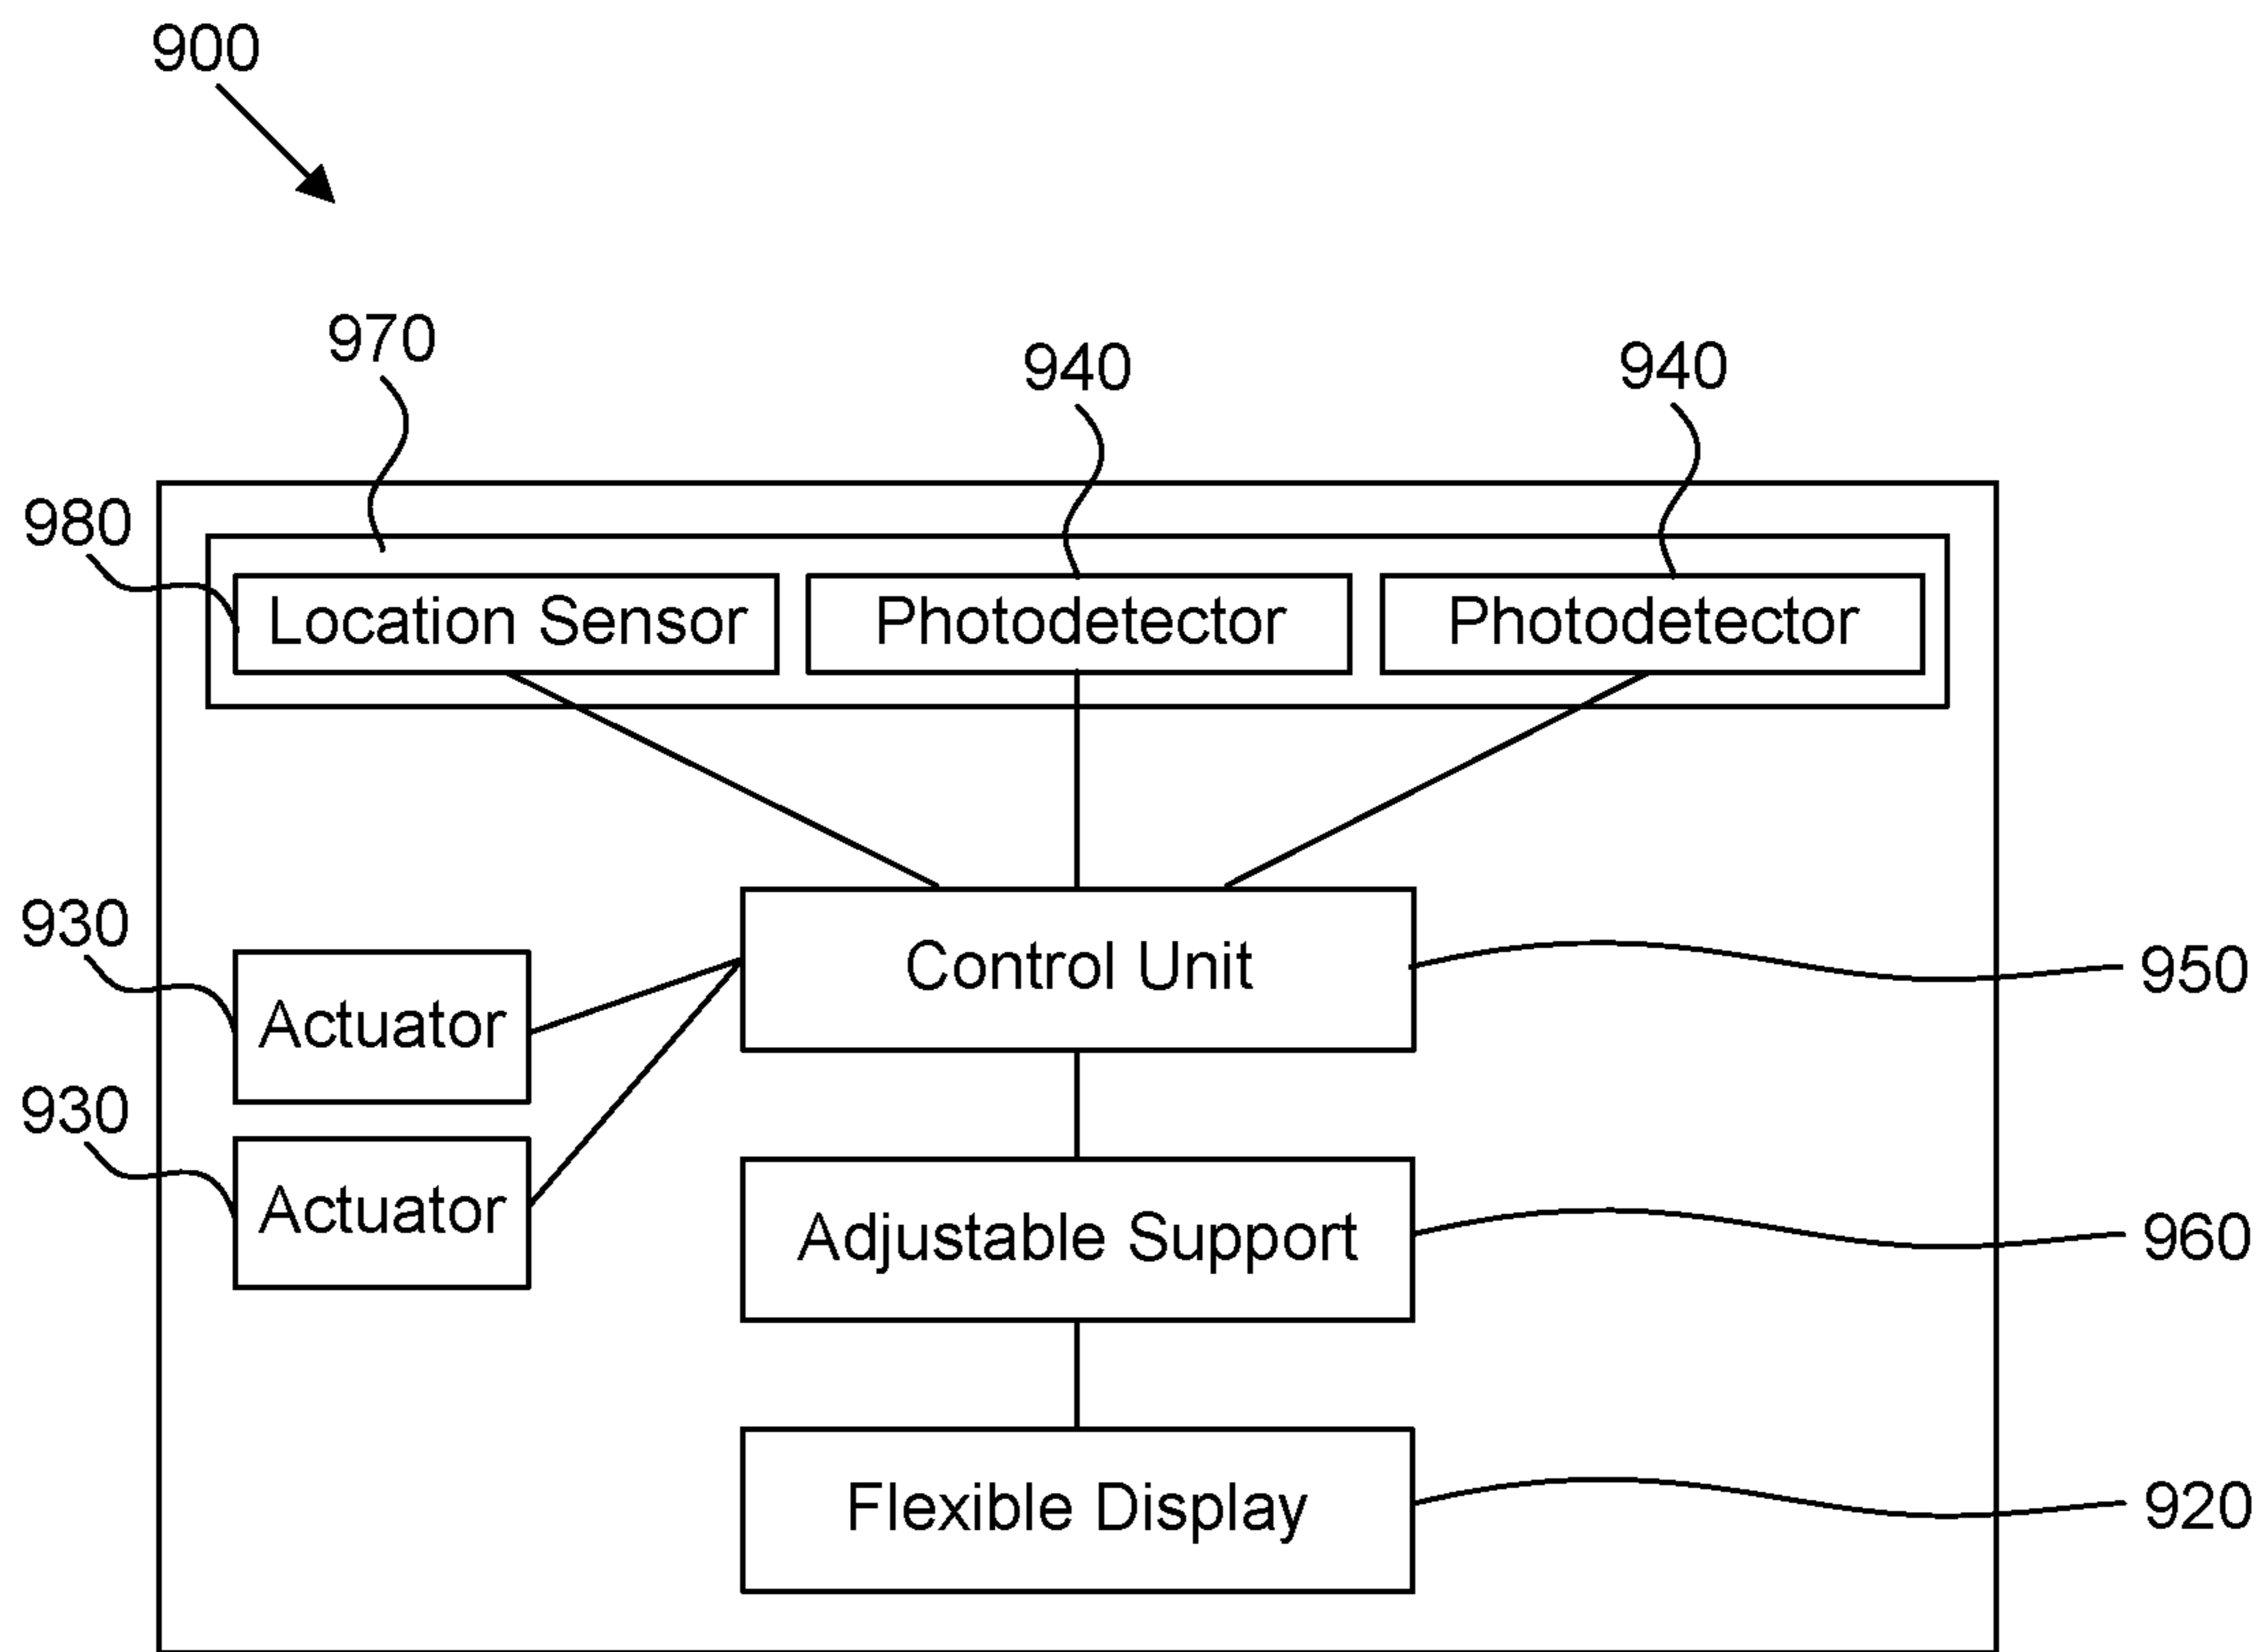 900
970
940
940
980
Location Sensor
Photodetector
Photodetector
930
Control Unit
950
Actuator
930
Actuator
Adjustable Support
960
Flexible Display
920